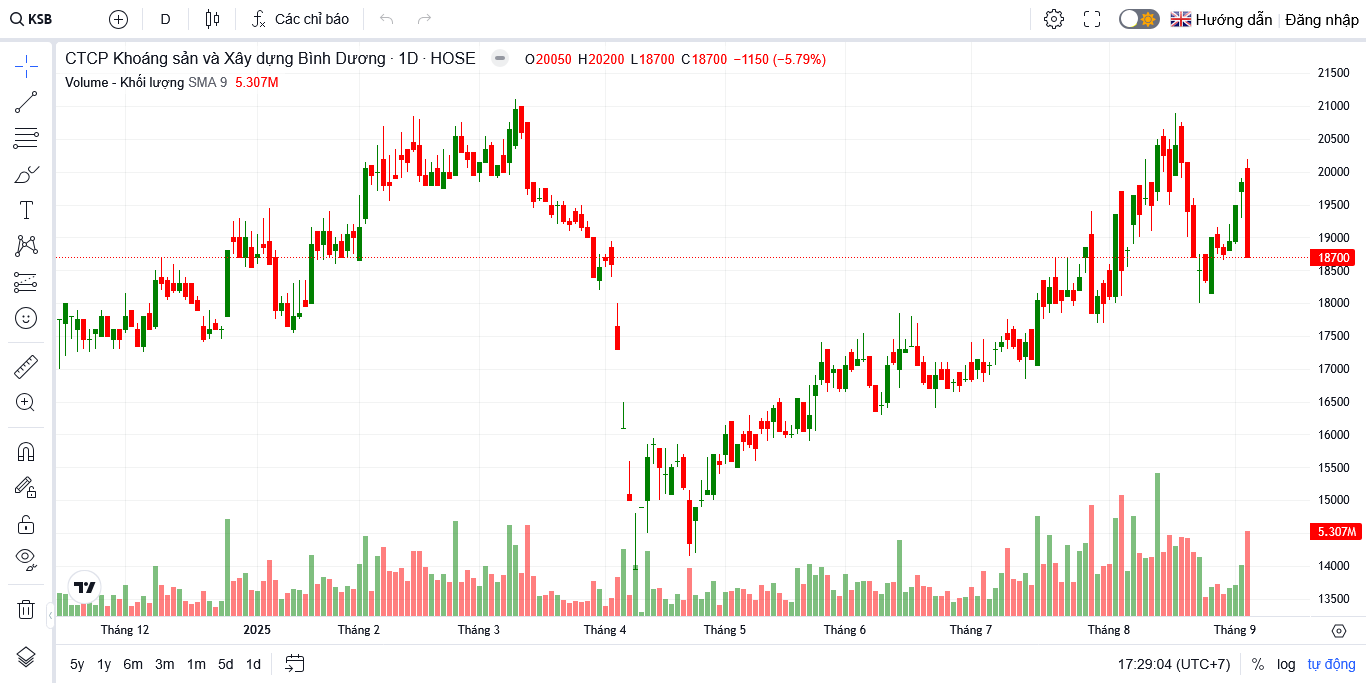 KSB D Các chỉ báo Hướng dẫn Đăng nhập
CTCP Khoáng sản và Xây dựng Bình Dương · 1D · HOSE O20050 H20200 L18700 C18700 −1150 (−5.79%)
Volume - Khối lượng SMA 9 5.307M
21500
21000
20500
20000
19500
19000
18700
18500
18000
17500
17000
16500
16000
15500
15000
5.307M
14000
13500
Tháng 12 2025 Tháng 2 Tháng 3 Tháng 4 Tháng 5 Tháng 6 Tháng 7 Tháng 8 Tháng 9
5y 1y 6m 3m 1m 5d 1d 17:29:04 (UTC+7) % log tự động